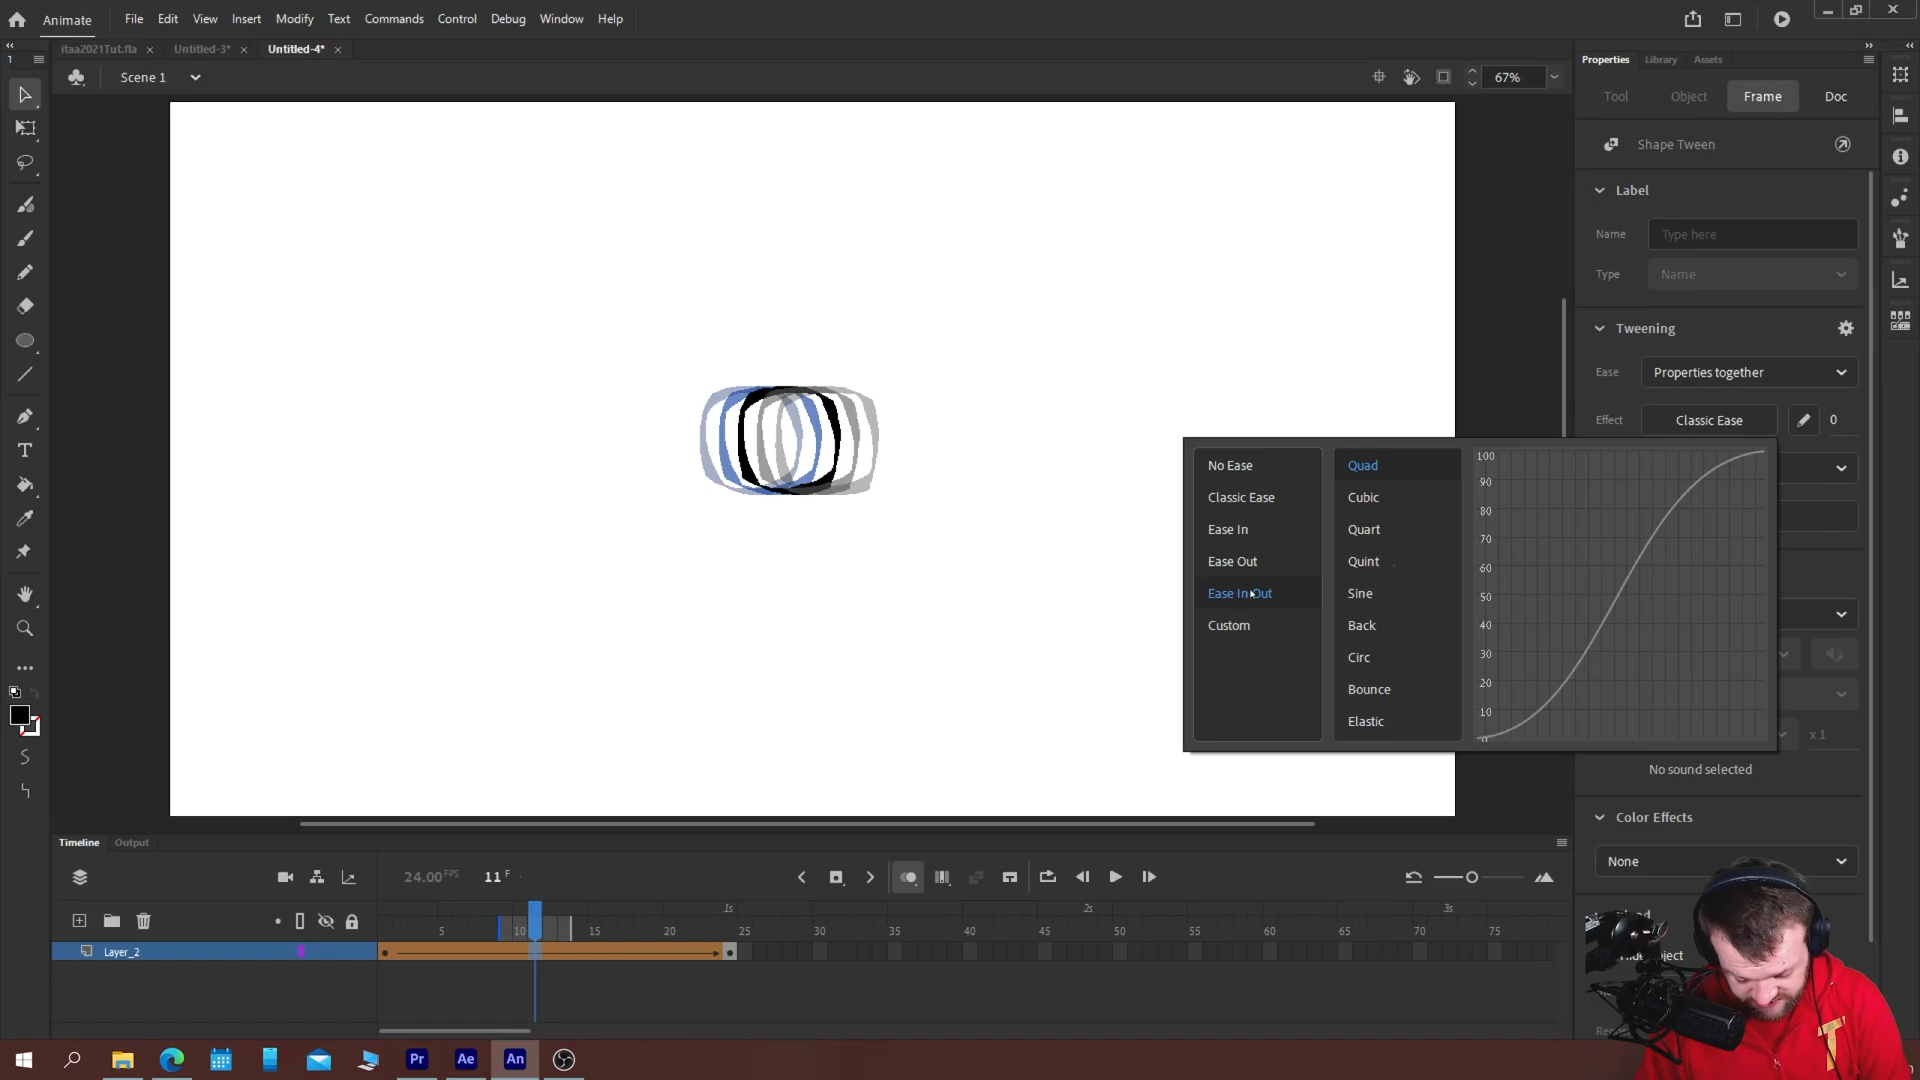 Animate File Edit View Insert Modify Text Commands Control Debug Window Help
itaa2021Tut.fla Untitled-3* Untitled-4*
1
Scene 1 67%
Properties Library Assets
Tool Object Frame Doc
Shape Tween
Label
Name Type here
Type Name
Tweening
Ease Properties together
Effect Classic Ease 0
No Ease
Classic Ease
Ease In
Ease Out
Ease In Out
Custom
Quad
Cubic
Quart
Quint
Sine
Back
Circ
Bounce
Elastic
100
90
80
70
60
50
40
30
20
10
0
x 1
No sound selected
Color Effects
None
Timeline Output
24.00 FPS 11 F
1s 2s 3s
5 10 15 20 25 30 35 40 45 50 55 60 65 70 75
Layer_2
Pr Ae An